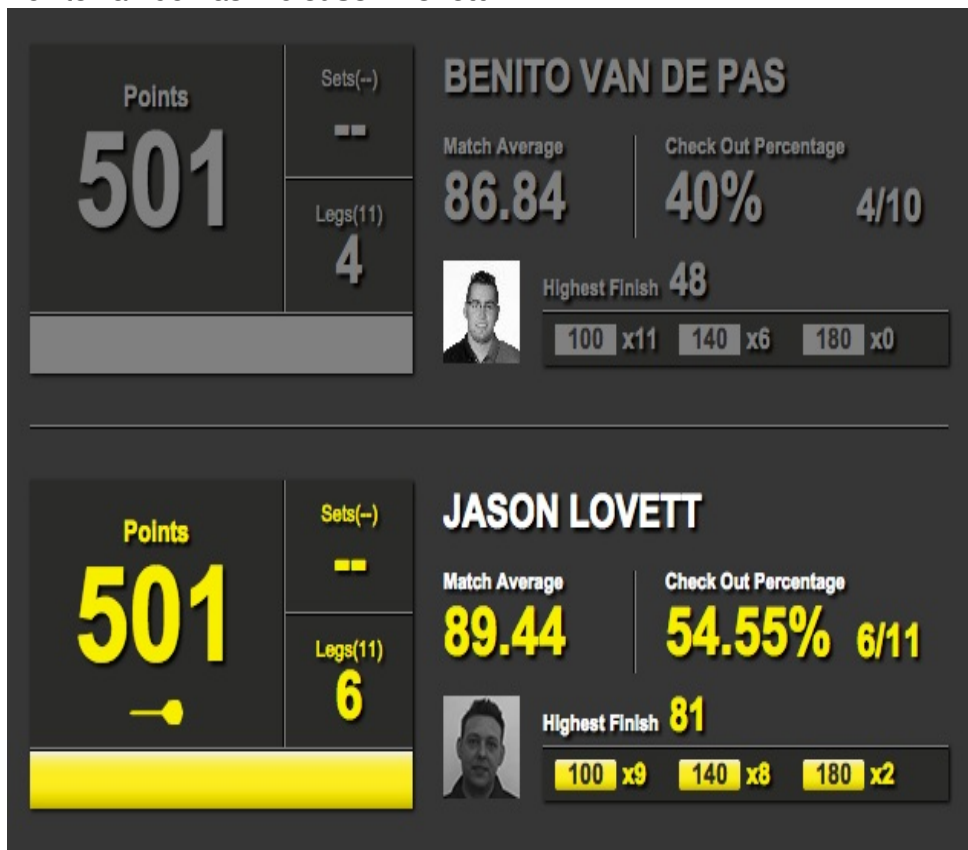 Points
501
Sets(--)
--
Legs(11)
4
BENITO VAN DE PAS
Match Average
86.84
Check Out Percentage
40% 4/10
Highest Finish 48
100 x11 140 x6 180 x0
Points
501
Sets(--)
--
Legs(11)
6
JASON LOVETT
Match Average
89.44
Check Out Percentage
54.55% 6/11
Highest Finish 81
100 x9 140 x8 180 x2